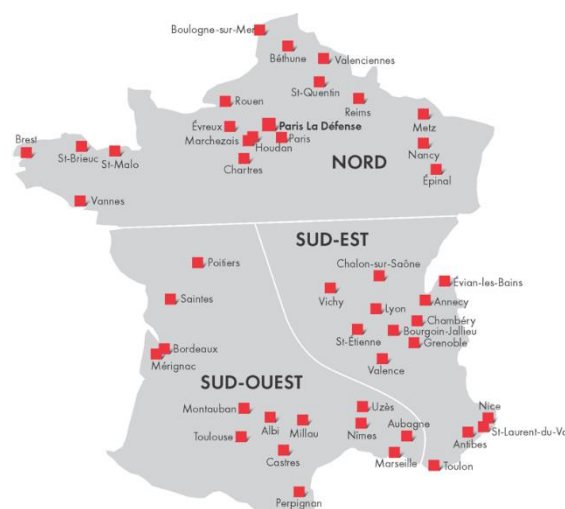 Boulogne-sur-Mer
Béthune
Valenciennes
St-Quentin
Rouen
Reims
Évreux
Paris La Défense
Metz
Marchezais
Houdan
Paris
Brest
St-Brieuc
St-Malo
Nancy
Chartres
NORD
Épinal
Vannes
SUD-EST
Poitiers
Chalon-sur-Saône
Évian-les-Bains
Vichy
Annecy
Saintes
Lyon
Chambéry
St-Étienne
Bourgoin-Jallieu
Grenoble
Bordeaux
Mérignac
Valence
SUD-OUEST
Montauban
Uzès
Nice
Albi
Millau
Nîmes
Aubagne
St-Laurent-du-Va
Toulouse
Antibes
Castres
Marseille
Toulon
Perpignan